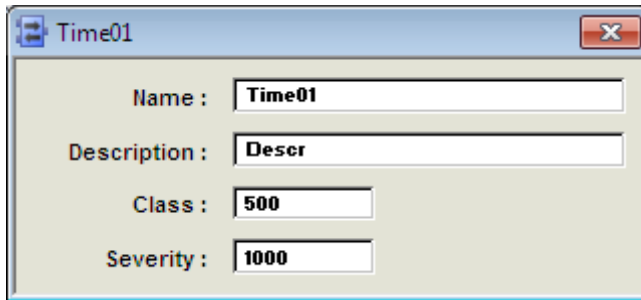 Time01
Name : Time01
Description : Descr
Class : 500
Severity : 1000